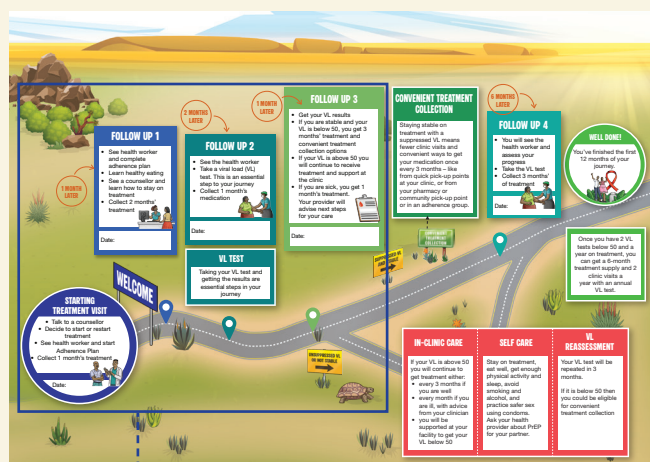 STARTING
TREATMENT VISIT
• Talk to a counsellor
• Decide to start or restart
treatment
• See health worker and start
Adherence Plan
• Collect 1 month's treatment
Date:
WELCOME
1 MONTH
LATER
FOLLOW UP 1
• See health worker
and complete
adherence plan
• Learn healthy eating
• See a counsellor and
learn how to stay on
treatment
• Collect 2 months'
treatment
Date:
2 MONTHS
LATER
FOLLOW UP 2
• See the health worker
• Take a viral load (VL)
test. This is an essential
step to your journey
• Collect 1 month's
medication
Date:
VL TEST
Taking your VL test and
getting the results are
essential steps in your
journey
1 MONTH
LATER
FOLLOW UP 3
• Get your VL results
• If you are stable and your
VL is below 50, you get 3
months' treatment and
convenient treatment
collection options
• If your VL is above 50 you
will continue to receive
treatment and support at
the clinic
• If you are sick, you get 1
month's treatment.
Your provider will
advise next steps
for your care
Date:
CONVENIENT TREATMENT
COLLECTION
Staying stable on
treatment with a
suppressed VL means
fewer clinic visits and
convenient ways to get
your medication once
every 3 months – like
from quick pick-up points
at your clinic, or from
your pharmacy or
community pick-up point
or in an adherence group.
CONVENIENT
TREATMENT
COLLECTION
SUPPRESSED VL
AND STABLE
UNSUPPRESSED VL
OR NOT STABLE
6 MONTHS
LATER
FOLLOW UP 4
• You will see the
health worker and
assess your
progress
• Take the VL test
• Collect 3 months'
of treatment
Date:
WELL DONE!
You've finished the first
12 months of your
journey.
Once you have 2 VL
tests below 50 and a
year on treatment, you
can get a 6-month
treatment supply and 2
clinic visits a
year with an annual
VL test.
IN-CLINIC CARE
If your VL is above 50
you will continue to
get treatment either:
• every 3 months if
you are well
• every month if you
are ill, with advice
from your clinician
• you will be
supported at your
facility to get your
VL below 50
SELF CARE
Stay on treatment,
eat well, get enough
physical activity and
sleep, avoid
smoking and
alcohol, and
practice safer sex
using condoms.
Ask your health
provider about PrEP
for your partner.
VL
REASSESSMENT
Your VL test will be
repeated in 3
months.
If it is below 50 then
you could be eligible
for convenient
treatment collection